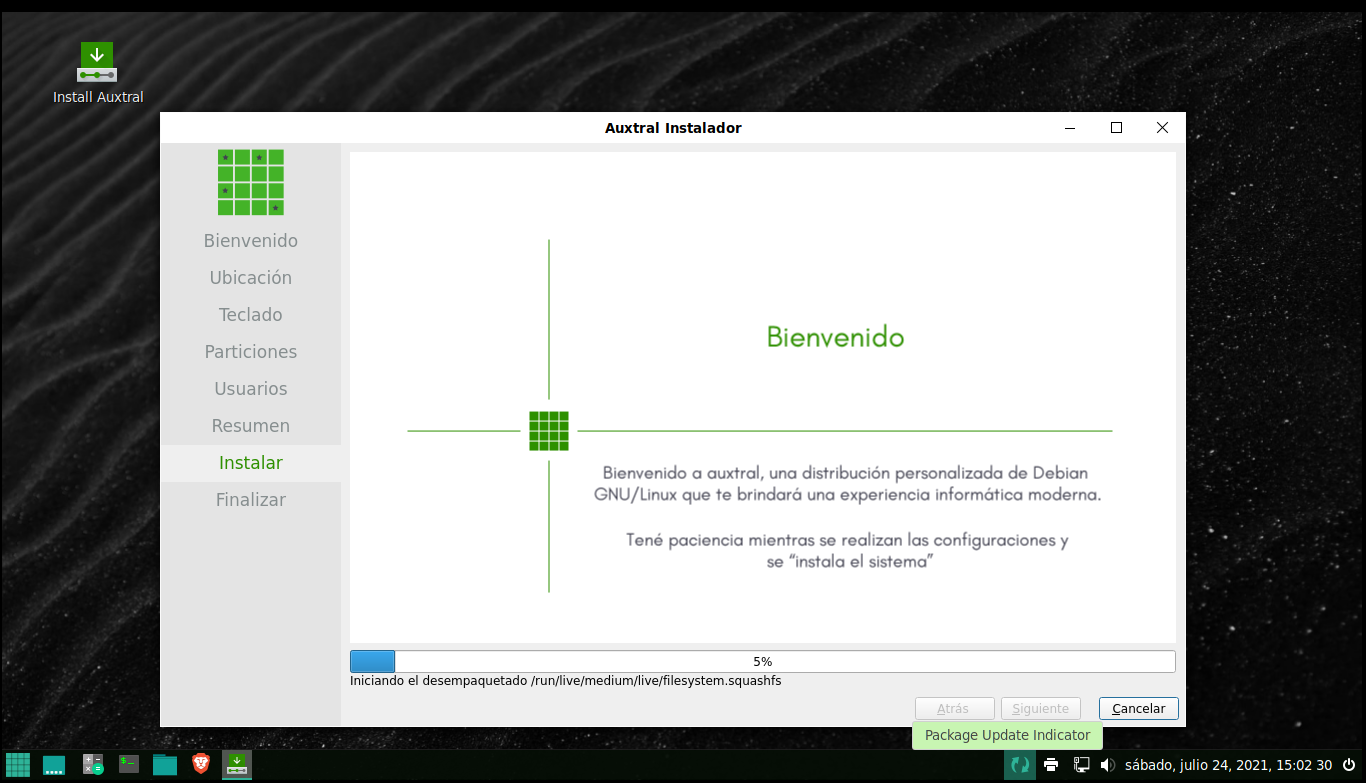 Install Auxtral
Auxtral Instalador
Bienvenido
Ubicación
Teclado
Particiones
Usuarios
Resumen
Instalar
Finalizar
Bienvenido
Bienvenido a auxtral, una distribución personalizada de Debian
GNU/Linux que te brindará una experiencia informática moderna.
Tené paciencia mientras se realizan las configuraciones y
se “instala el sistema”
5%
Iniciando el desempaquetado /run/live/medium/live/filesystem.squashfs
Atrás
Siguiente
Cancelar
Package Update Indicator
sábado, julio 24, 2021, 15:02 30